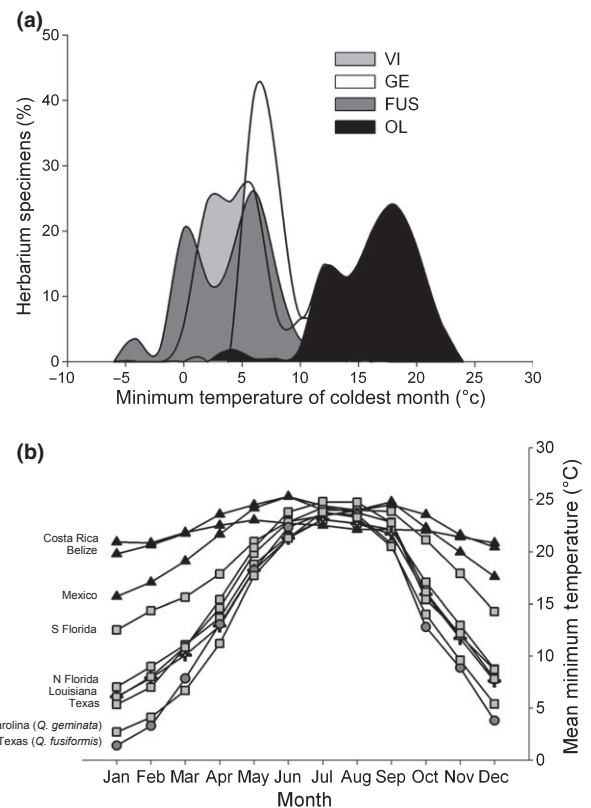 (a)
50
40
30
20
10
0
Herbarium specimens (%)
VI
GE
FUS
OL
−10 −5 0 5 10 15 20 25 30
Minimum temperature of coldest month (°c)
(b)
30
25
20
15
10
5
0
Mean minimum temperature (°C)
Costa Rica
Belize
Mexico
S Florida
N Florida
Louisiana
Texas
arolina (Q. geminata)
Texas (Q. fusiformis)
Jan Feb Mar Apr May Jun Jul Aug Sep Oct Nov Dec
Month